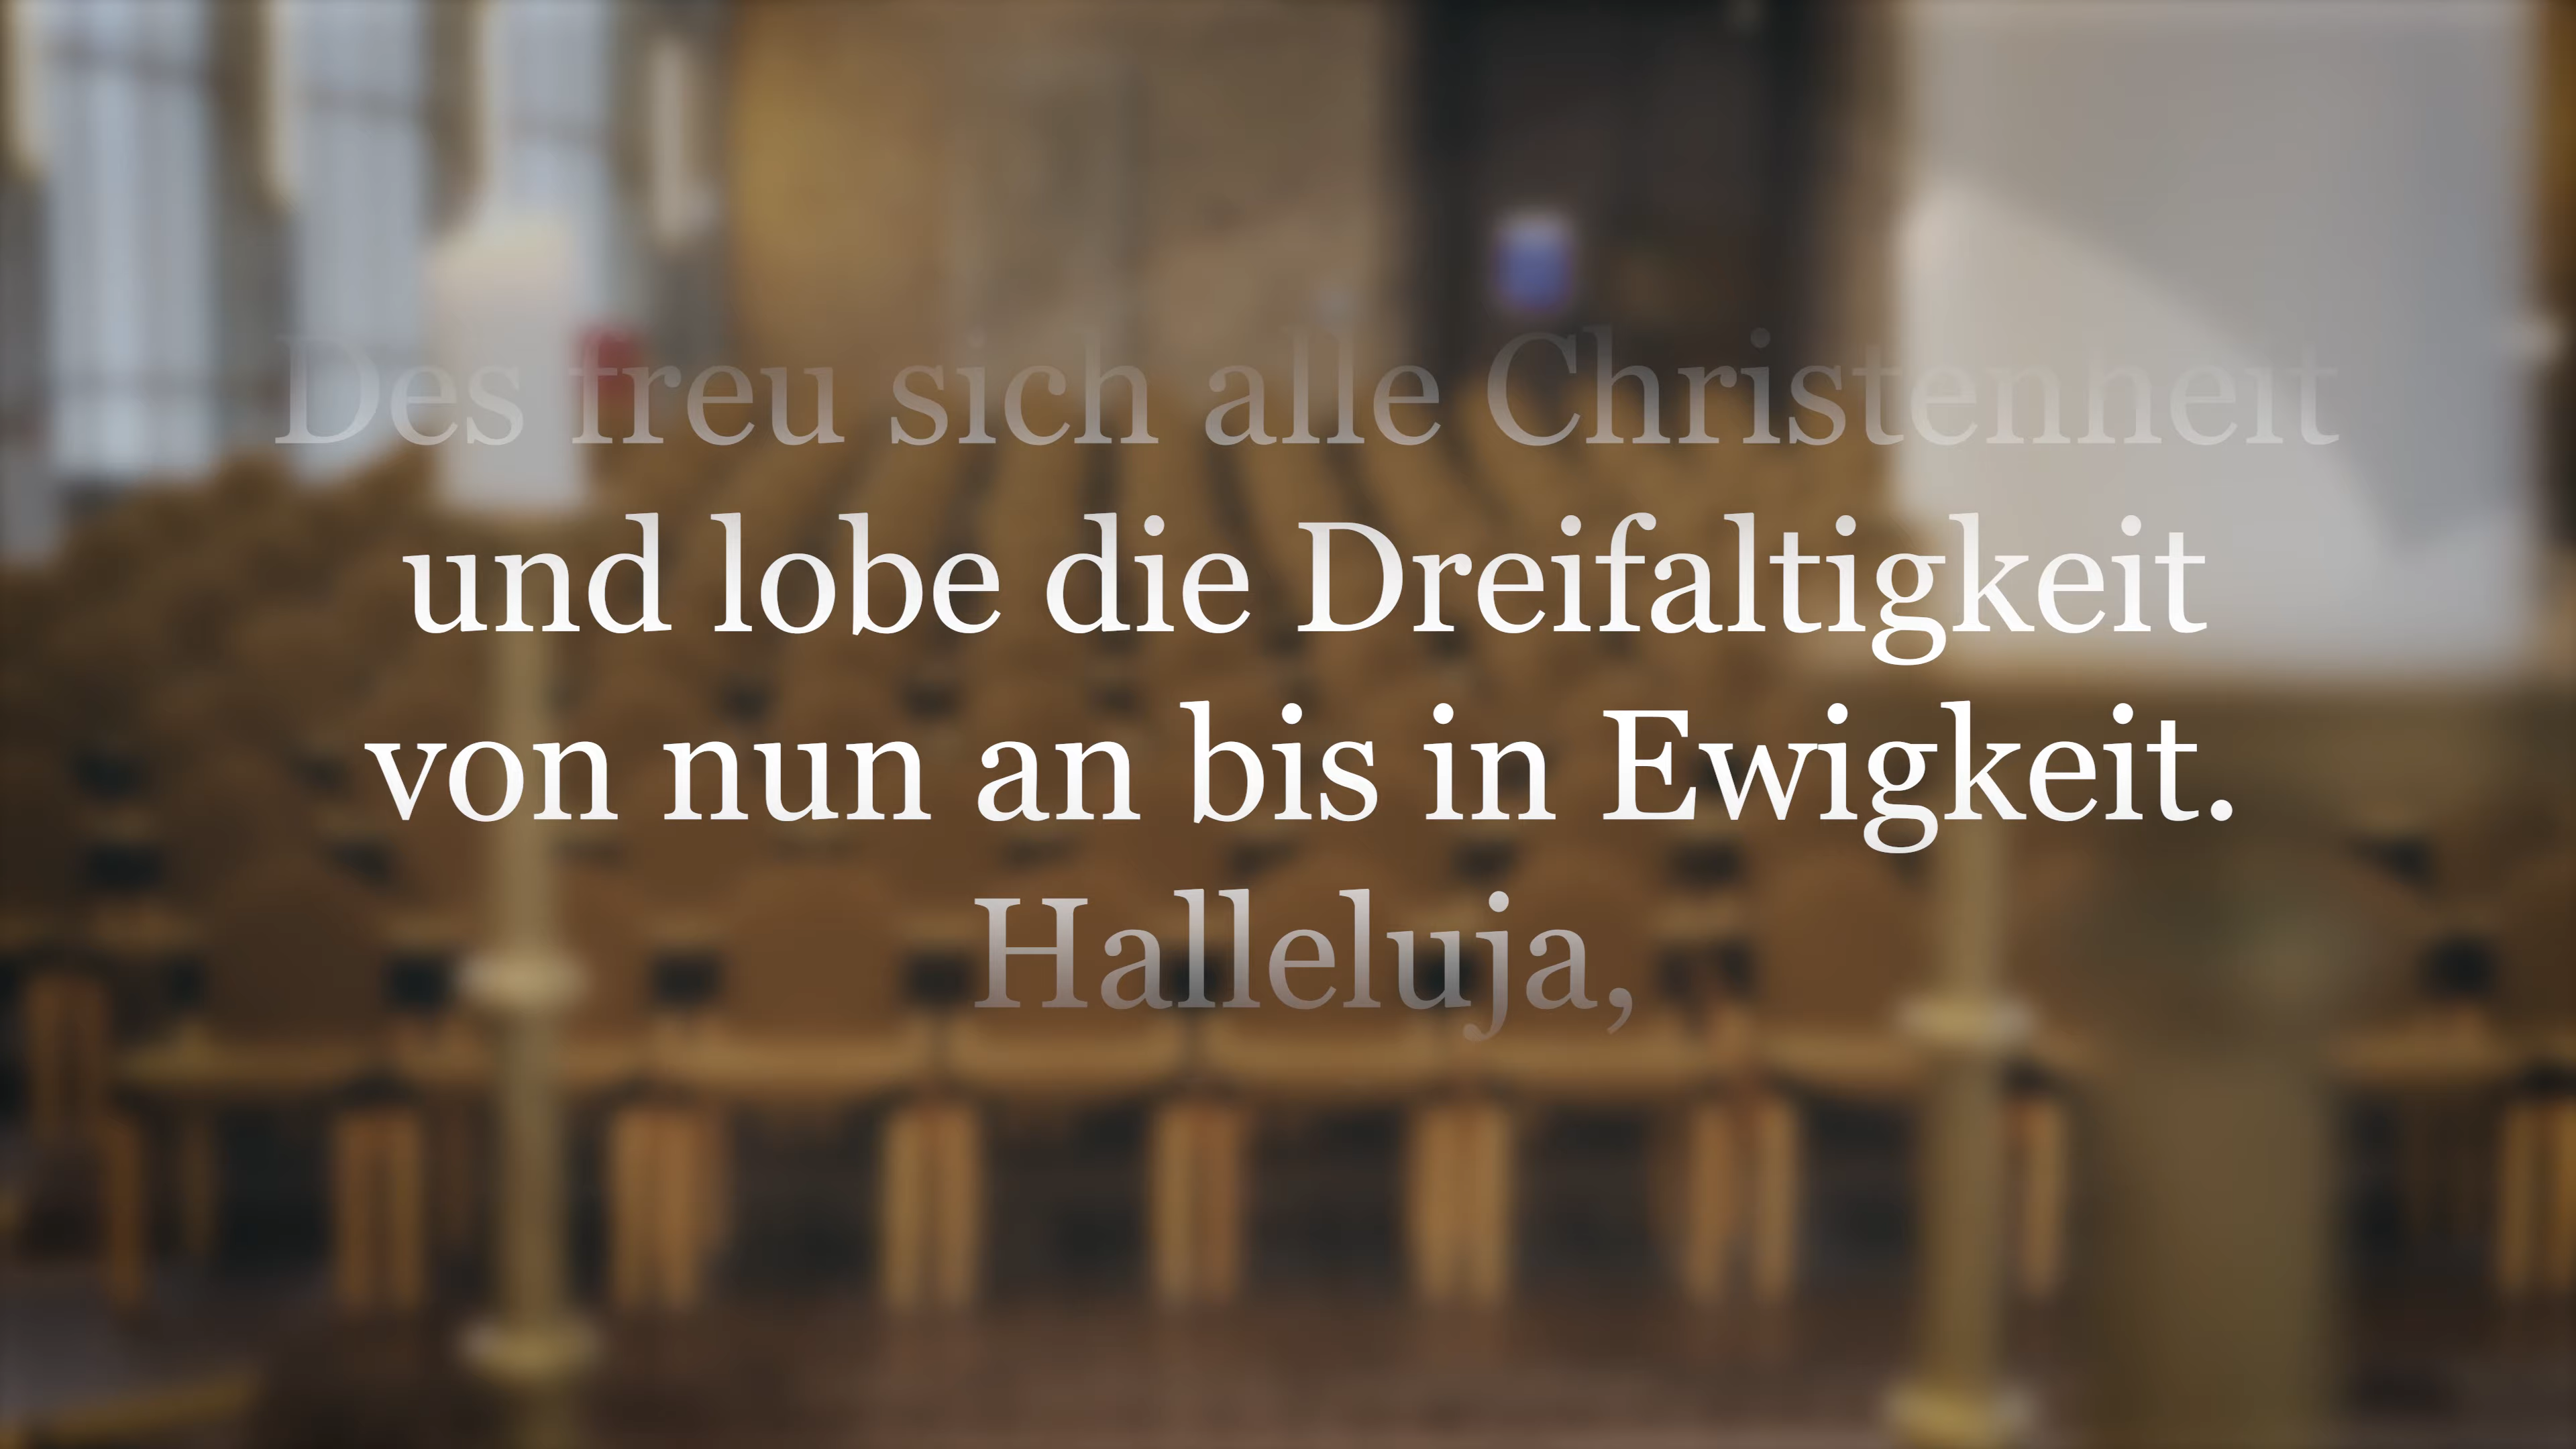 Des freu sich alle Christenheit
und lobe die Dreifaltigkeit
von nun an bis in Ewigkeit.
Halleluja,